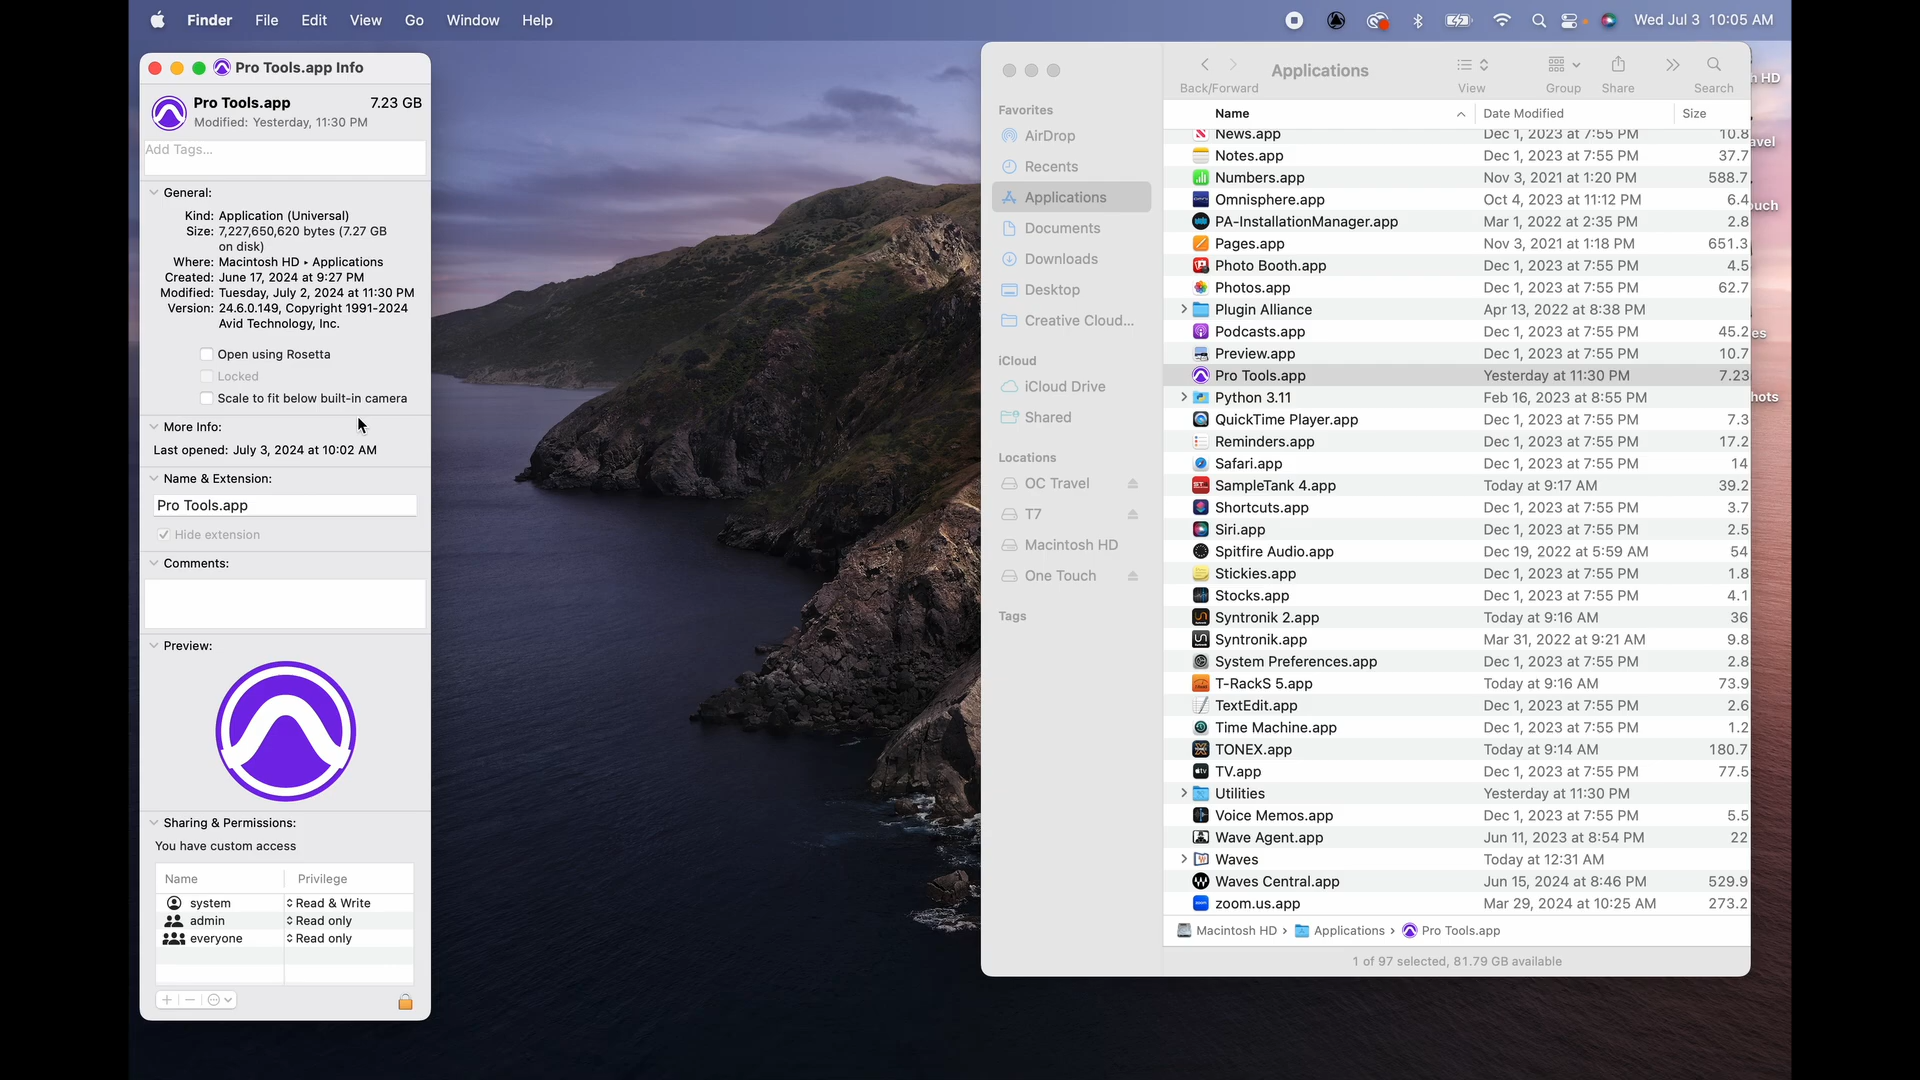 Finder File Edit View Go Window Help
Wed Jul 3 10:05 AM
Pro Tools.app Info
Pro Tools.app 7.23 GB
Modified: Yesterday, 11:30 PM
Add Tags...
General:
Kind: Application (Universal)
Size: 7,227,650,620 bytes (7.27 GB
on disk)
Where: Macintosh HD ▸ Applications
Created: June 17, 2024 at 9:27 PM
Modified: Tuesday, July 2, 2024 at 11:30 PM
Version: 24.6.0.149, Copyright 1991-2024
Avid Technology, Inc.
Open using Rosetta
Locked
Scale to fit below built-in camera
More Info:
Last opened: July 3, 2024 at 10:02 AM
Name & Extension:
Pro Tools.app
Hide extension
Comments:
Preview:
Sharing & Permissions:
You have custom access
Name Privilege
system Read & Write
admin Read only
everyone Read only
Back/Forward
Applications
View Group Share Search
Favorites
AirDrop
Recents
Applications
Documents
Downloads
Desktop
Creative Cloud...
iCloud
iCloud Drive
Shared
Locations
OC Travel
T7
Macintosh HD
One Touch
Tags
Name Date Modified Size
News.app Dec 1, 2023 at 7:55 PM 10.8
Notes.app Dec 1, 2023 at 7:55 PM 37.7
Numbers.app Nov 3, 2021 at 1:20 PM 588.7
Omnisphere.app Oct 4, 2023 at 11:12 PM 6.4
PA-InstallationManager.app Mar 1, 2022 at 2:35 PM 2.8
Pages.app Nov 3, 2021 at 1:18 PM 651.3
Photo Booth.app Dec 1, 2023 at 7:55 PM 4.5
Photos.app Dec 1, 2023 at 7:55 PM 62.7
Plugin Alliance Apr 13, 2022 at 8:38 PM
Podcasts.app Dec 1, 2023 at 7:55 PM 45.2
Preview.app Dec 1, 2023 at 7:55 PM 10.7
Pro Tools.app Yesterday at 11:30 PM 7.23
Python 3.11 Feb 16, 2023 at 8:55 PM
QuickTime Player.app Dec 1, 2023 at 7:55 PM 7.3
Reminders.app Dec 1, 2023 at 7:55 PM 17.2
Safari.app Dec 1, 2023 at 7:55 PM 14
SampleTank 4.app Today at 9:17 AM 39.2
Shortcuts.app Dec 1, 2023 at 7:55 PM 3.7
Siri.app Dec 1, 2023 at 7:55 PM 2.5
Spitfire Audio.app Dec 19, 2022 at 5:59 AM 54
Stickies.app Dec 1, 2023 at 7:55 PM 1.8
Stocks.app Dec 1, 2023 at 7:55 PM 4.1
Syntronik 2.app Today at 9:16 AM 36
Syntronik.app Mar 31, 2022 at 9:21 AM 9.8
System Preferences.app Dec 1, 2023 at 7:55 PM 2.8
T-RackS 5.app Today at 9:16 AM 73.9
TextEdit.app Dec 1, 2023 at 7:55 PM 2.6
Time Machine.app Dec 1, 2023 at 7:55 PM 1.2
TONEX.app Today at 9:14 AM 180.7
TV.app Dec 1, 2023 at 7:55 PM 77.5
Utilities Yesterday at 11:30 PM
Voice Memos.app Dec 1, 2023 at 7:55 PM 5.5
Wave Agent.app Jun 11, 2023 at 8:54 PM 22
Waves Today at 12:31 AM
Waves Central.app Jun 15, 2024 at 8:46 PM 529.9
zoom.us.app Mar 29, 2024 at 10:25 AM 273.2
Macintosh HD › Applications › Pro Tools.app
1 of 97 selected, 81.79 GB available